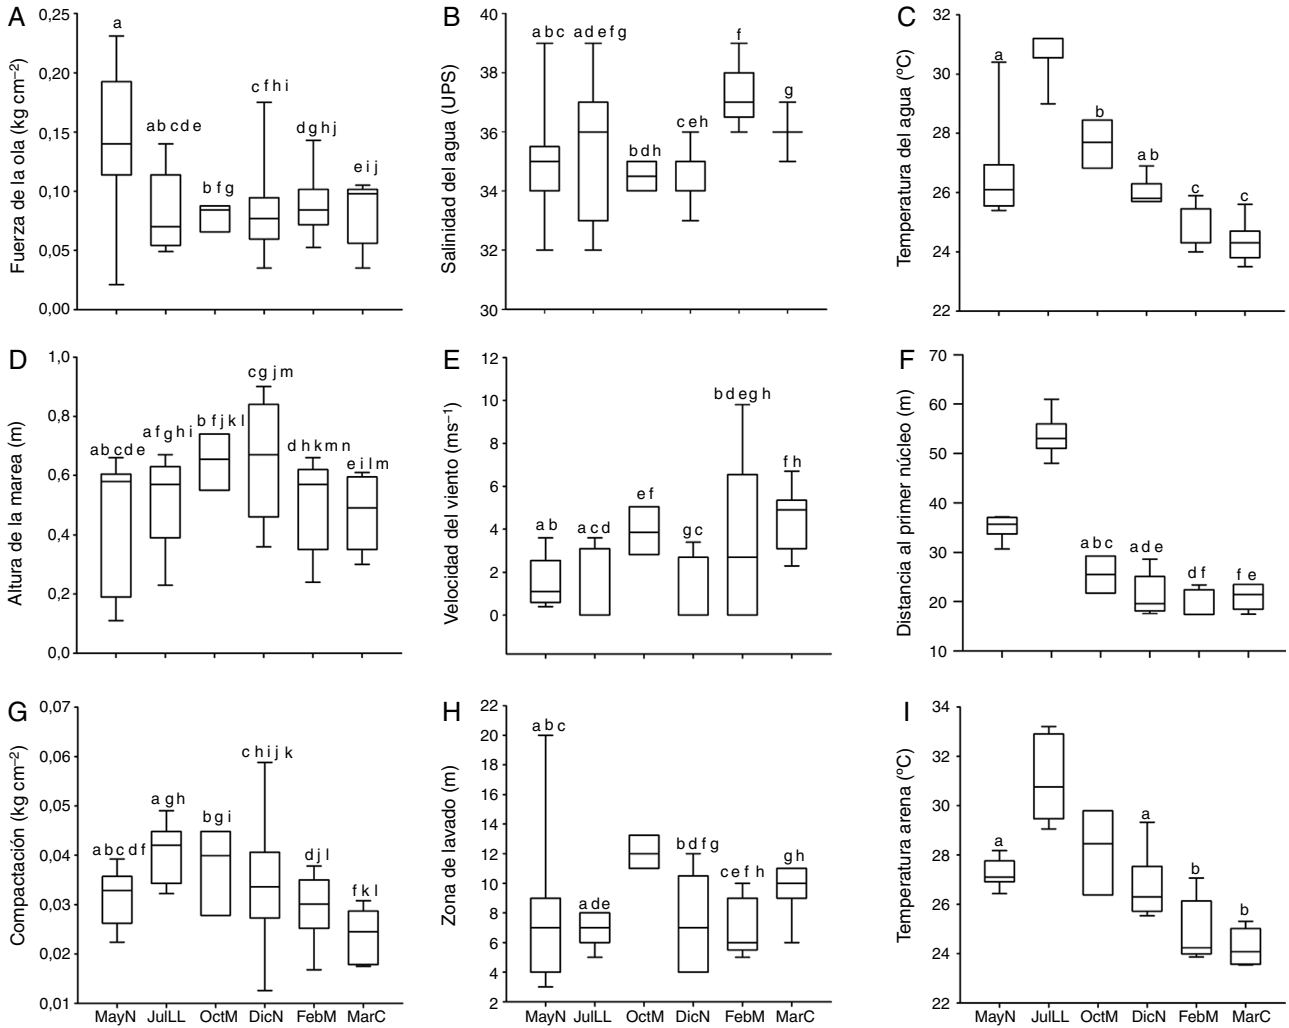 A
Fuerza de la ola (kg cm⁻²)
0,25
0,20
0,15
0,10
0,05
0,00
a
a b c d e
b f g
c f h i
d g h j
e i j
B
Salinidad del agua (UPS)
40
38
36
34
32
30
a b c
a d e f g
b d h
c e h
f
g
C
Temperatura del agua (ºC)
32
30
28
26
24
22
a
b
a b
c
c
D
Altura de la marea (m)
1,0
0,8
0,6
0,4
0,2
0,0
a b c d e
a f g h i
b f j k l
c g j m
d h k m n
e i l m
E
Velocidad del viento (ms⁻¹)
12
10
8
6
4
2
0
a b
a c d
e f
g c
b d e g h
f h
F
Distancia al primer núcleo (m)
70
60
50
40
30
20
10
a b c
a d e
d f
f e
G
Compactación (kg cm⁻²)
0,07
0,06
0,05
0,04
0,03
0,02
0,01
a b c d f
a g h
b g i
c h i j k
d j l
f k l
MayN JulLL OctM DicN FebM MarC
H
Zona de lavado (m)
22
20
18
16
14
12
10
8
6
4
2
a b c
a d e
b d f g
c e f h
g h
MayN JulLL OctM DicN FebM MarC
I
Temperatura arena (ºC)
34
32
30
28
26
24
22
a
a
b
b
MayN JulLL OctM DicN FebM MarC